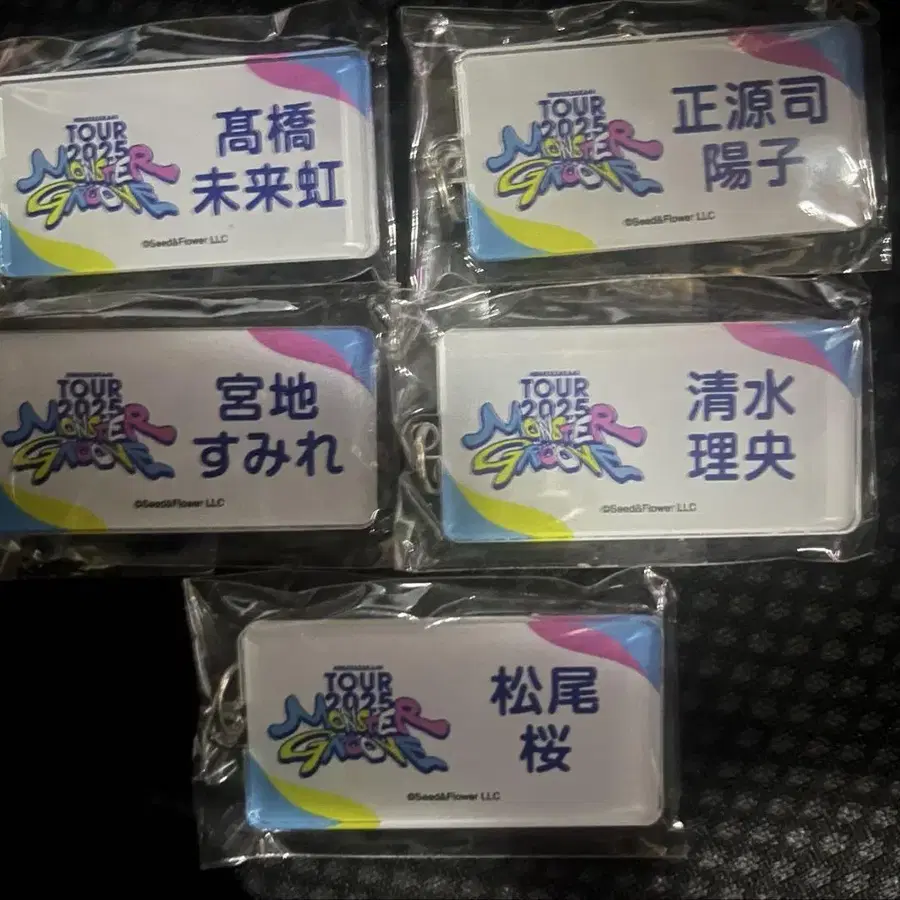 TOUR
2025
MONSTER
GROOVE
髙橋
未来虹
©Seed&Flower LLC
TOUR
2025
MONSTER
GROOVE
正源司
陽子
©Seed&Flower LLC
TOUR
2025
MONSTER
GROOVE
宮地
すみれ
©Seed&Flower LLC
TOUR
2025
MONSTER
GROOVE
清水
理央
©Seed&Flower LLC
TOUR
2025
MONSTER
GROOVE
松尾
桜
©Seed&Flower LLC